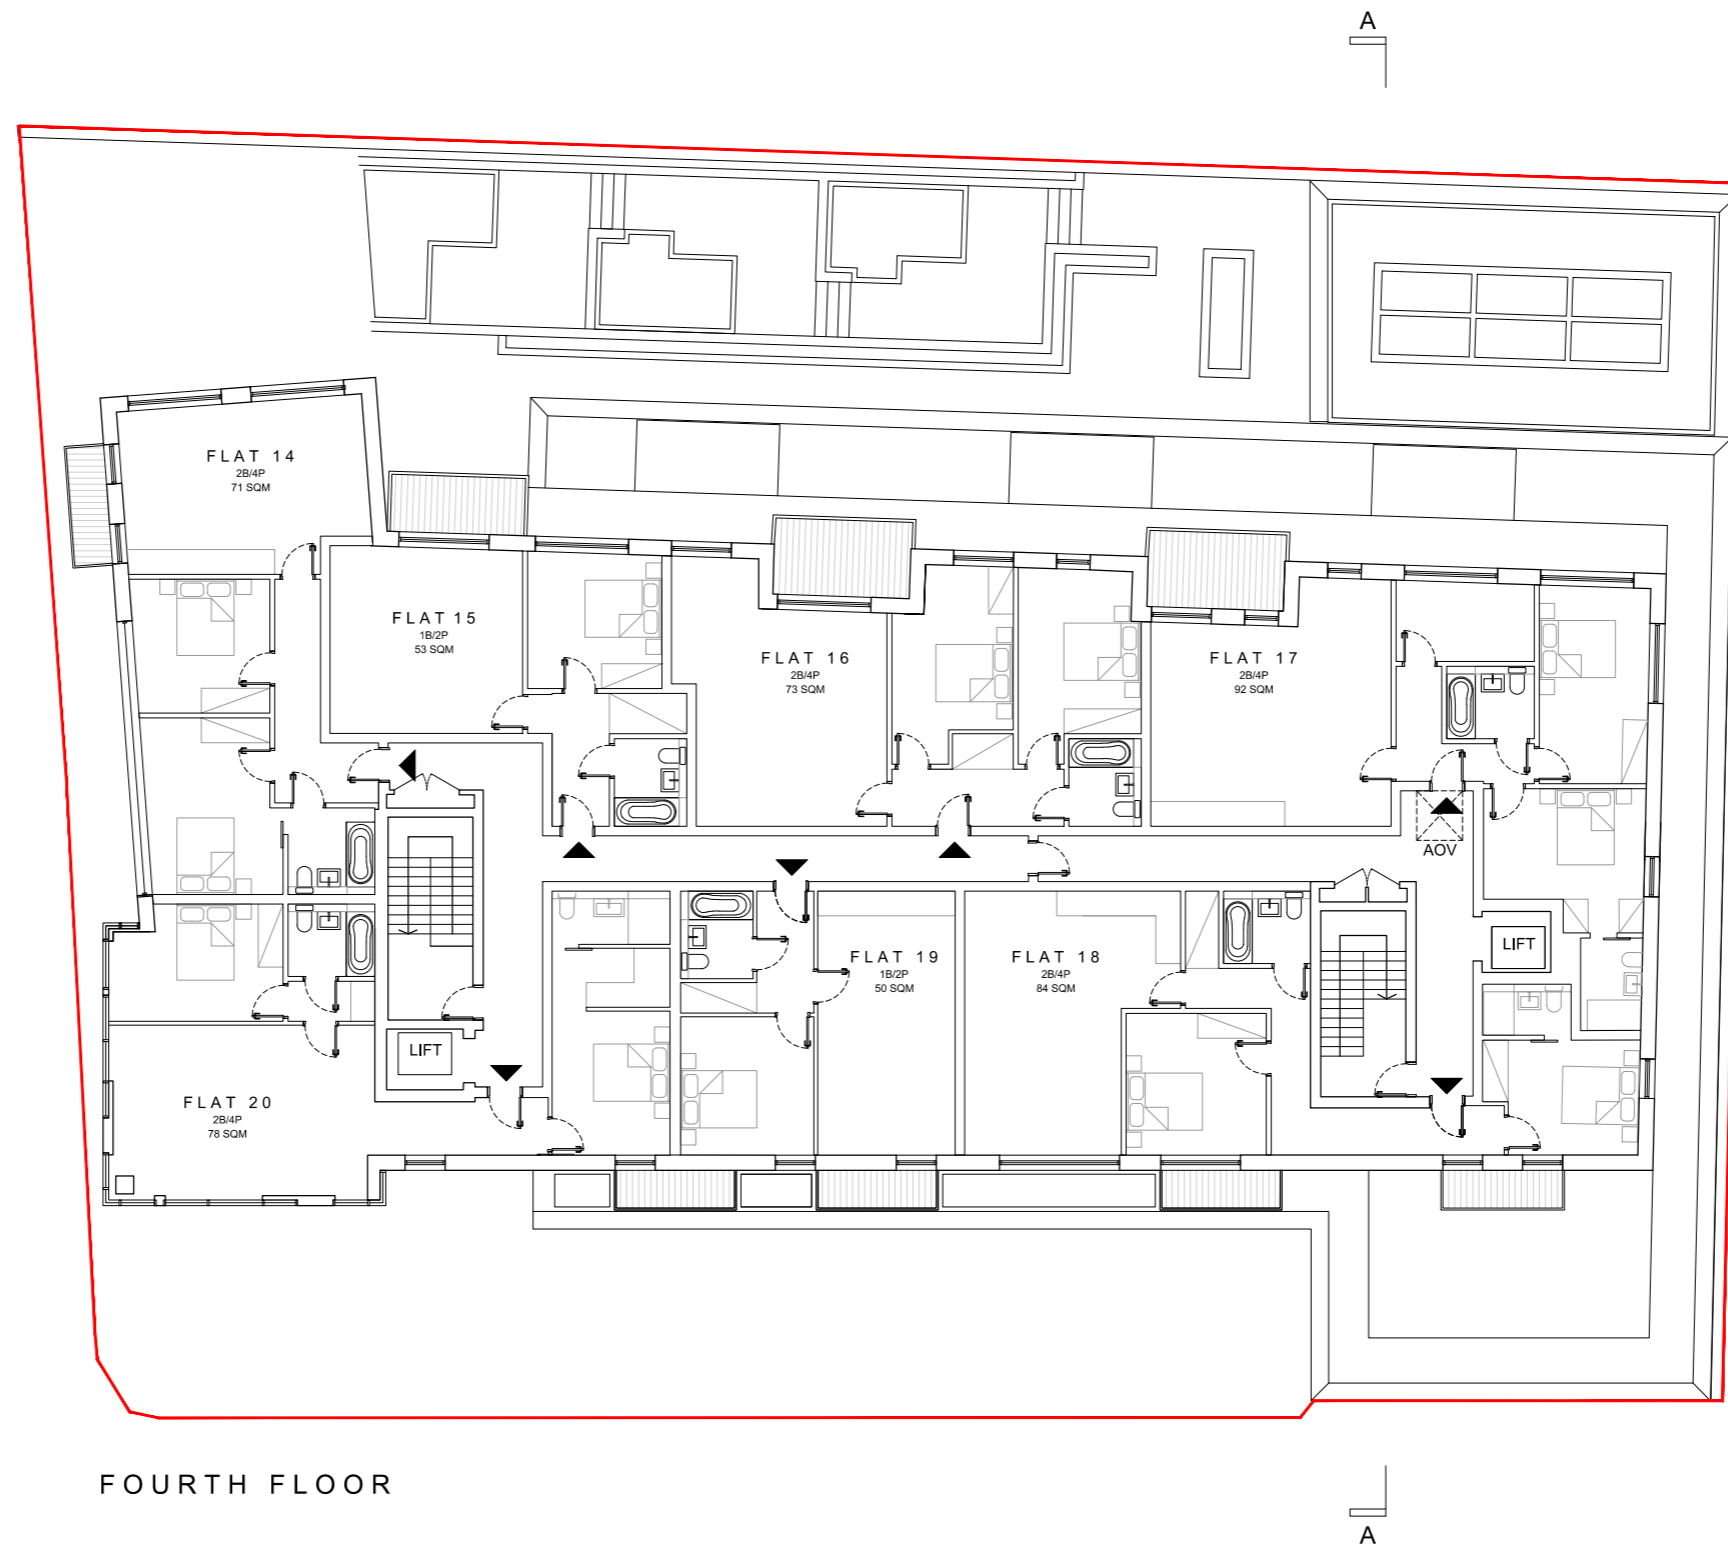 A
FLAT 14
2B/4P
71 SQM
FLAT 15
1B/2P
53 SQM
FLAT 16
2B/4P
73 SQM
FLAT 17
2B/4P
92 SQM
AOV
LIFT
FLAT 19
1B/2P
50 SQM
FLAT 18
2B/4P
84 SQM
LIFT
FLAT 20
2B/4P
78 SQM
FOURTH FLOOR
A